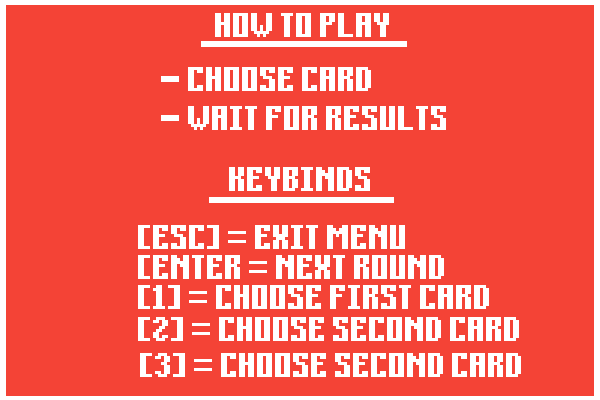 HOW TO PLAY
- CHOOSE CARD
- WAIT FOR RESULTS
KEYBINDS
[ESC] = EXIT MENU
[ENTER = NEXT ROUND
[1] = CHOOSE FIRST CARD
[2] = CHOOSE SECOND CARD
[3] = CHOOSE SECOND CARD